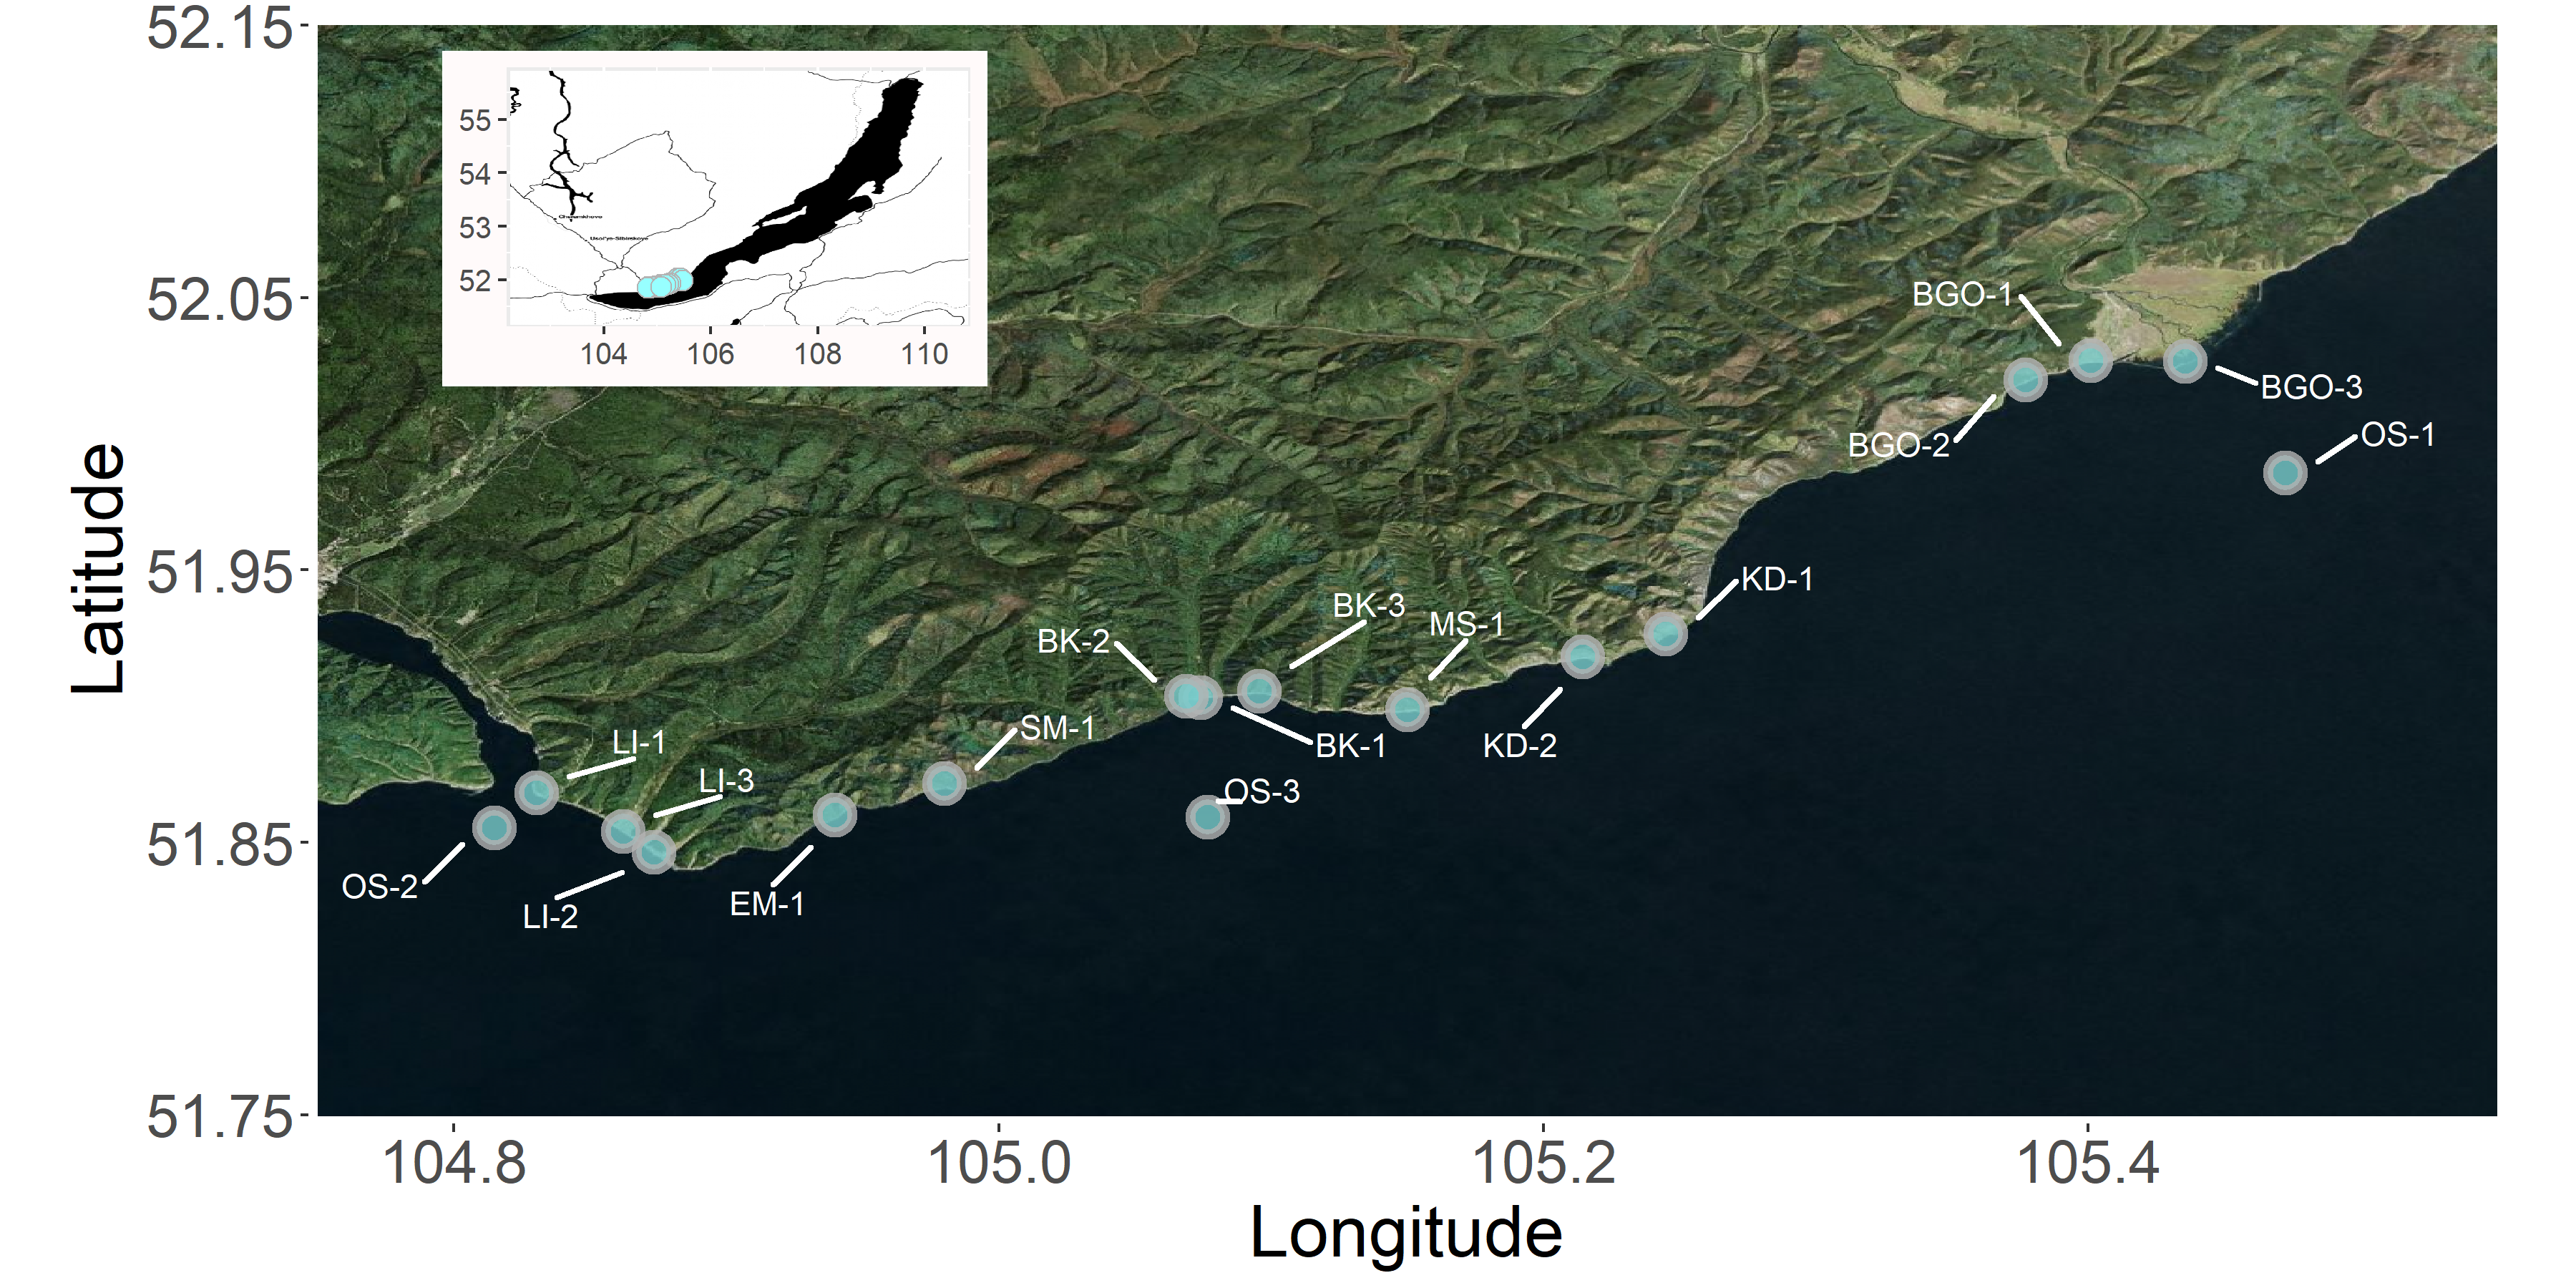 52.15
52.05
51.95
51.85
51.75
Latitude
55
54
53
52
Usol'ye-Sibirskoye
104 106 108 110
BGO-1
BGO-3
BGO-2
OS-1
KD-1
BK-3
MS-1
BK-2
SM-1
BK-1
KD-2
LI-1
LI-3
OS-3
OS-2
LI-2
EM-1
104.8 105.0 105.2 105.4
Longitude